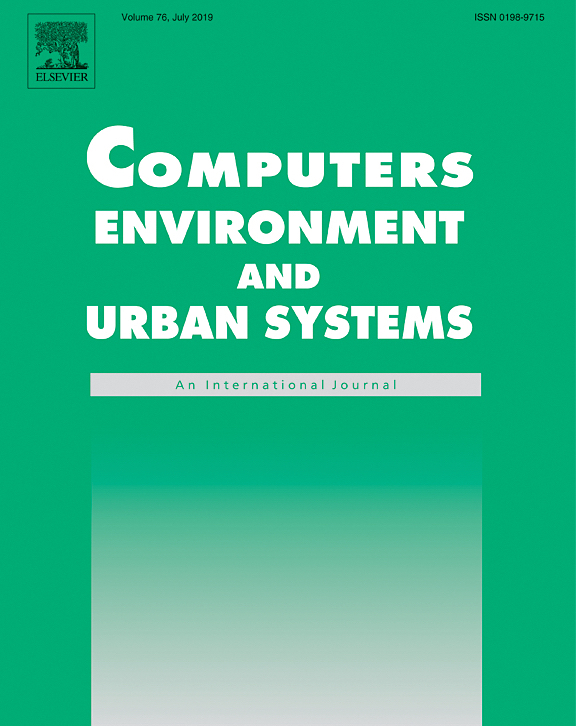 Volume 76, July 2019
ISSN 0198-9715
ELSEVIER
COMPUTERS
ENVIRONMENT
AND
URBAN SYSTEMS
An International Journal